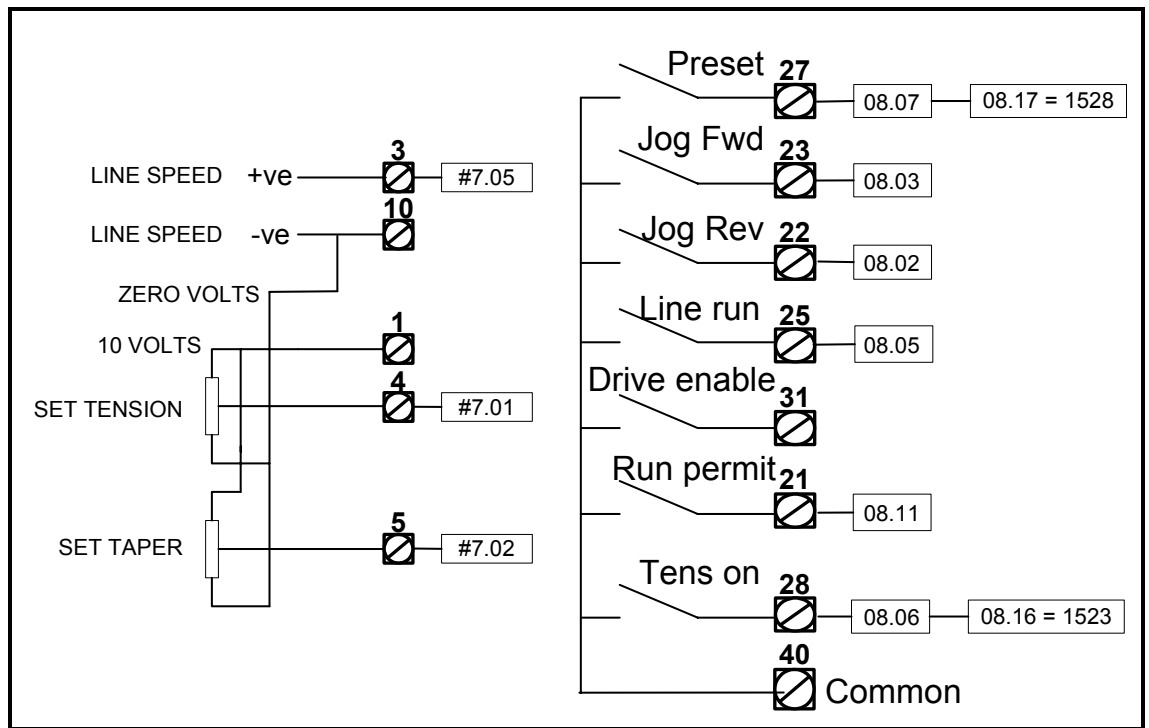 LINE SPEED +ve 3 #7.05
LINE SPEED -ve 10
ZERO VOLTS
10 VOLTS 1
SET TENSION 4 #7.01
SET TAPER 5 #7.02
Preset 27 08.07 08.17 = 1528
Jog Fwd 23 08.03
Jog Rev 22 08.02
Line run 25 08.05
Drive enable 31
Run permit 21 08.11
Tens on 28 08.06 08.16 = 1523
40 Common